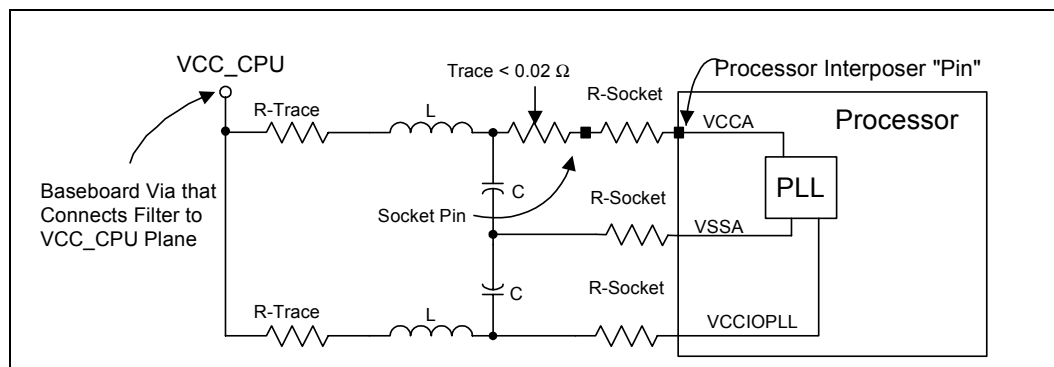 VCC_CPU
Trace < 0.02 Ω
Processor Interposer "Pin"
R-Trace
L
R-Socket
VCCA
Processor
PLL
C
Baseboard Via that
Connects Filter to
VCC_CPU Plane
Socket Pin
R-Socket
VSSA
C
R-Socket
R-Trace
L
VCCIOPLL